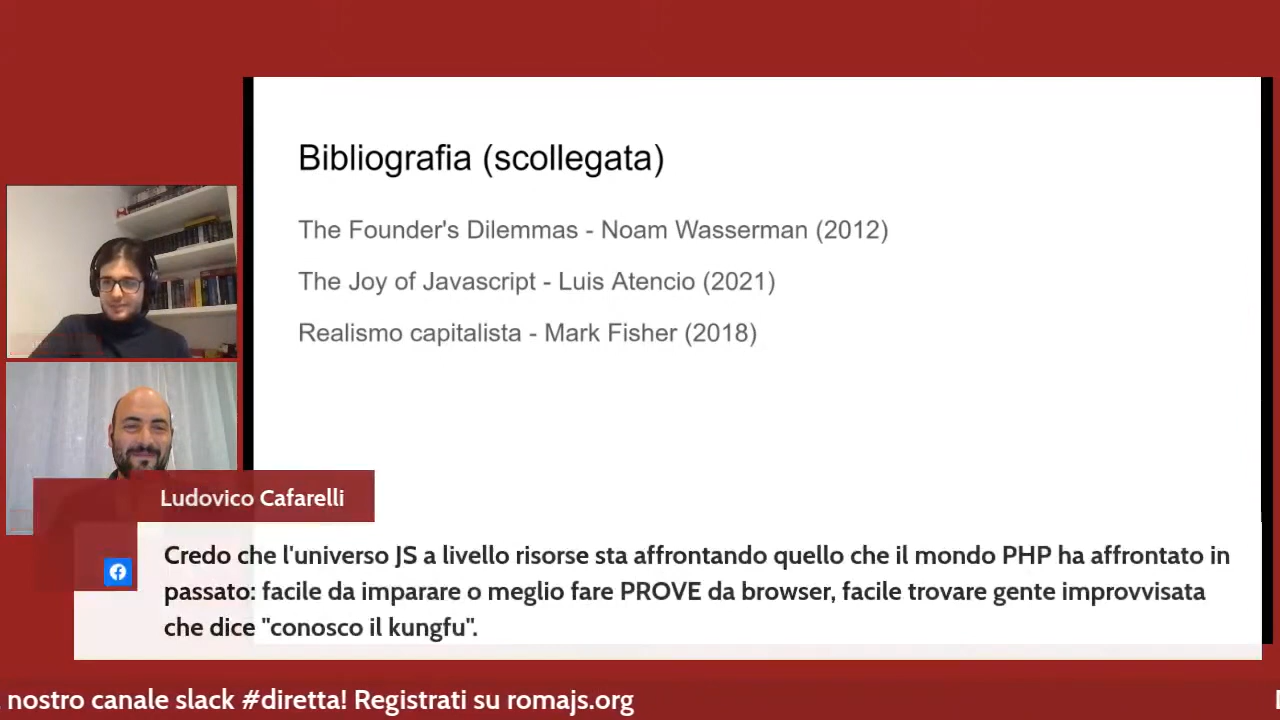 Bibliografia (scollegata)
The Founder's Dilemmas - Noam Wasserman (2012)
The Joy of Javascript - Luis Atencio (2021)
Realismo capitalista - Mark Fisher (2018)
Ludovico Cafarelli
Credo che l'universo JS a livello risorse sta affrontando quello che il mondo PHP ha affrontato in
passato: facile da imparare o meglio fare PROVE da browser, facile trovare gente improvvisata
che dice "conosco il kungfu".
nostro canale slack #diretta! Registrati su romajs.org